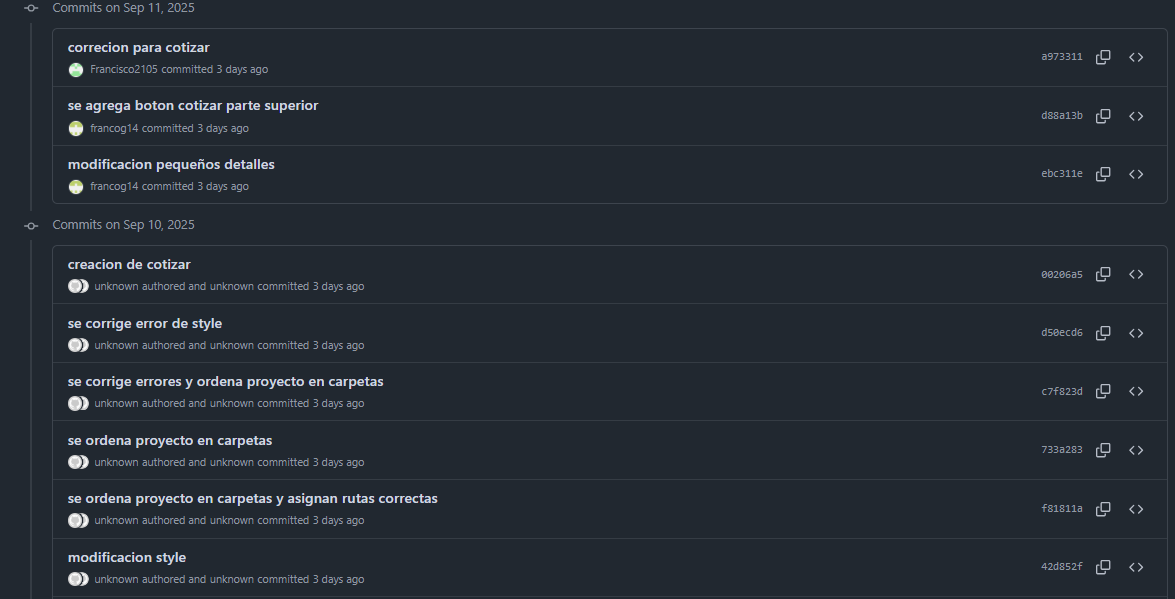 Commits on Sep 11, 2025
correcion para cotizar
Francisco2105 committed 3 days ago
a973311
se agrega boton cotizar parte superior
francog14 committed 3 days ago
d88a13b
modificacion pequeños detalles
francog14 committed 3 days ago
ebc311e
Commits on Sep 10, 2025
creacion de cotizar
unknown authored and unknown committed 3 days ago
00206a5
se corrige error de style
unknown authored and unknown committed 3 days ago
d50ecd6
se corrige errores y ordena proyecto en carpetas
unknown authored and unknown committed 3 days ago
c7f823d
se ordena proyecto en carpetas
unknown authored and unknown committed 3 days ago
733a283
se ordena proyecto en carpetas y asignan rutas correctas
unknown authored and unknown committed 3 days ago
f81811a
modificacion style
unknown authored and unknown committed 3 days ago
42d852f